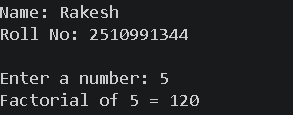 Name: Rakesh
Roll No: 2510991344
Enter a number: 5
Factorial of 5 = 120